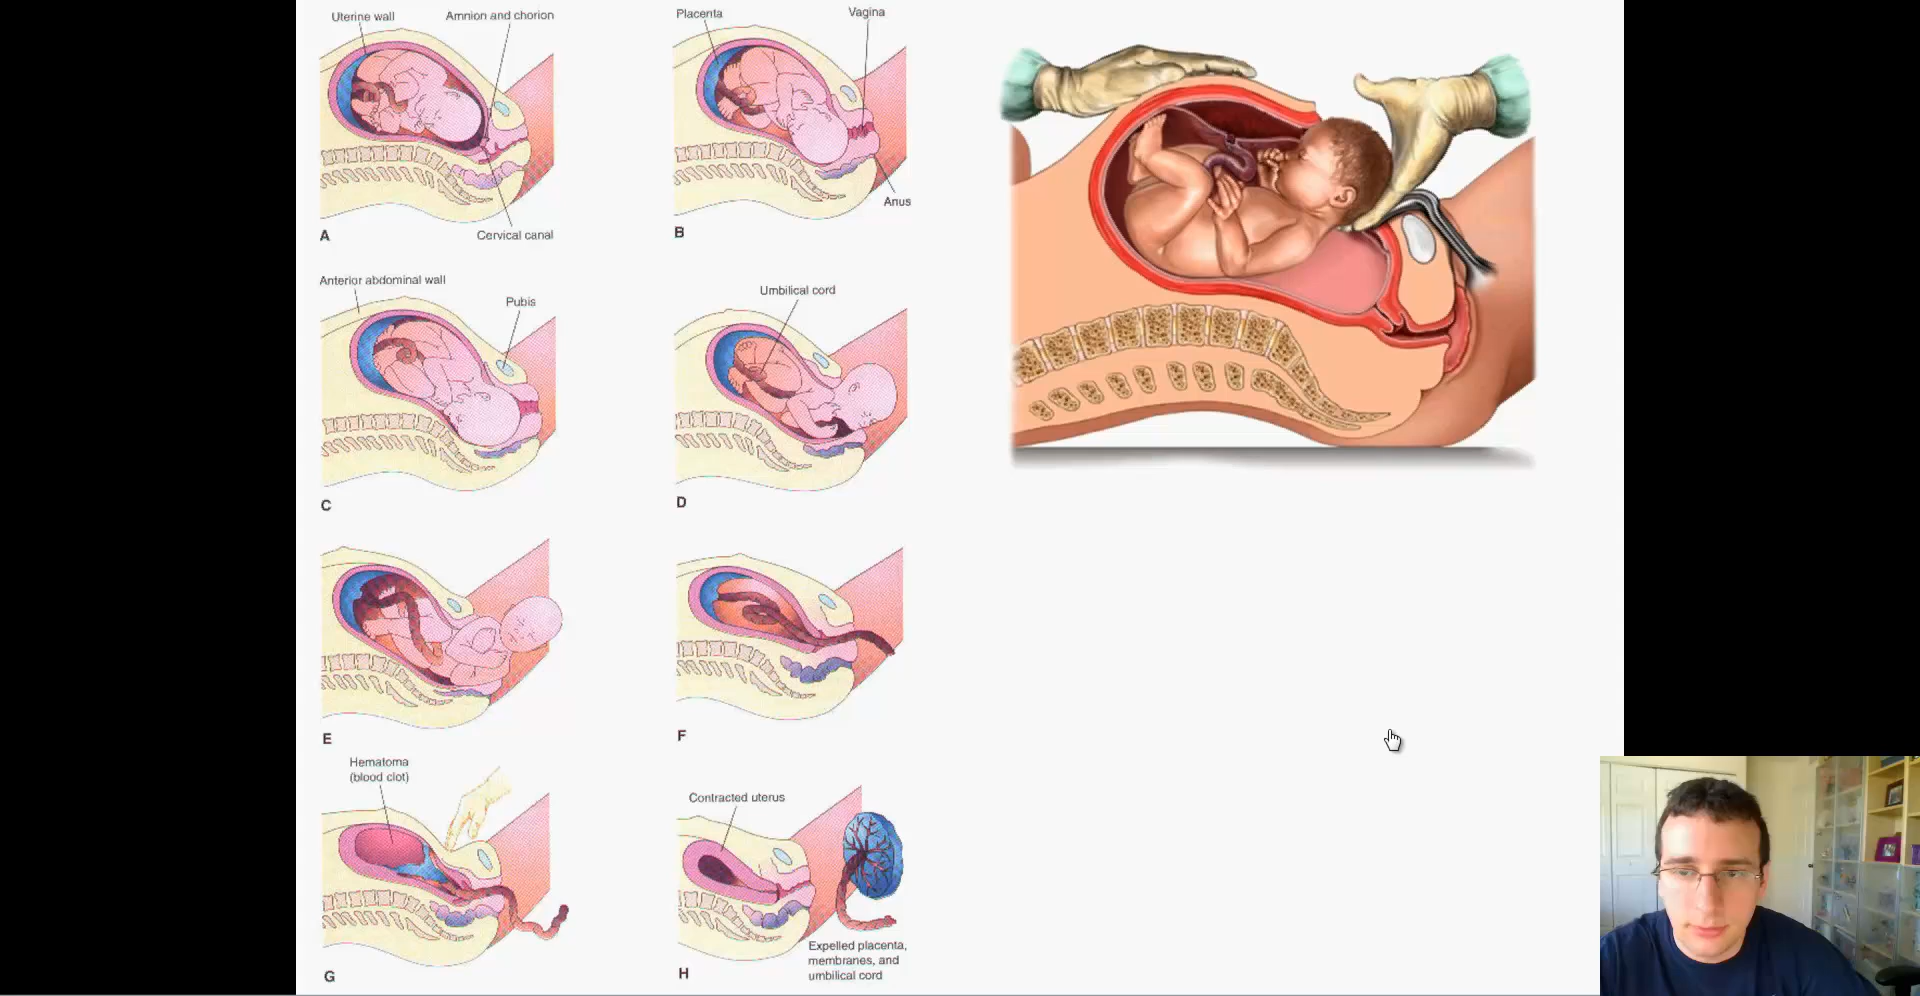 Uterine wall
Amnion and chorion
A
Cervical canal
Placenta
Vagina
Anus
B
Anterior abdominal wall
Pubis
C
Umbilical cord
D
E
F
Hematoma
(blood clot)
G
Contracted uterus
Expelled placenta,
membranes, and
umbilical cord
H